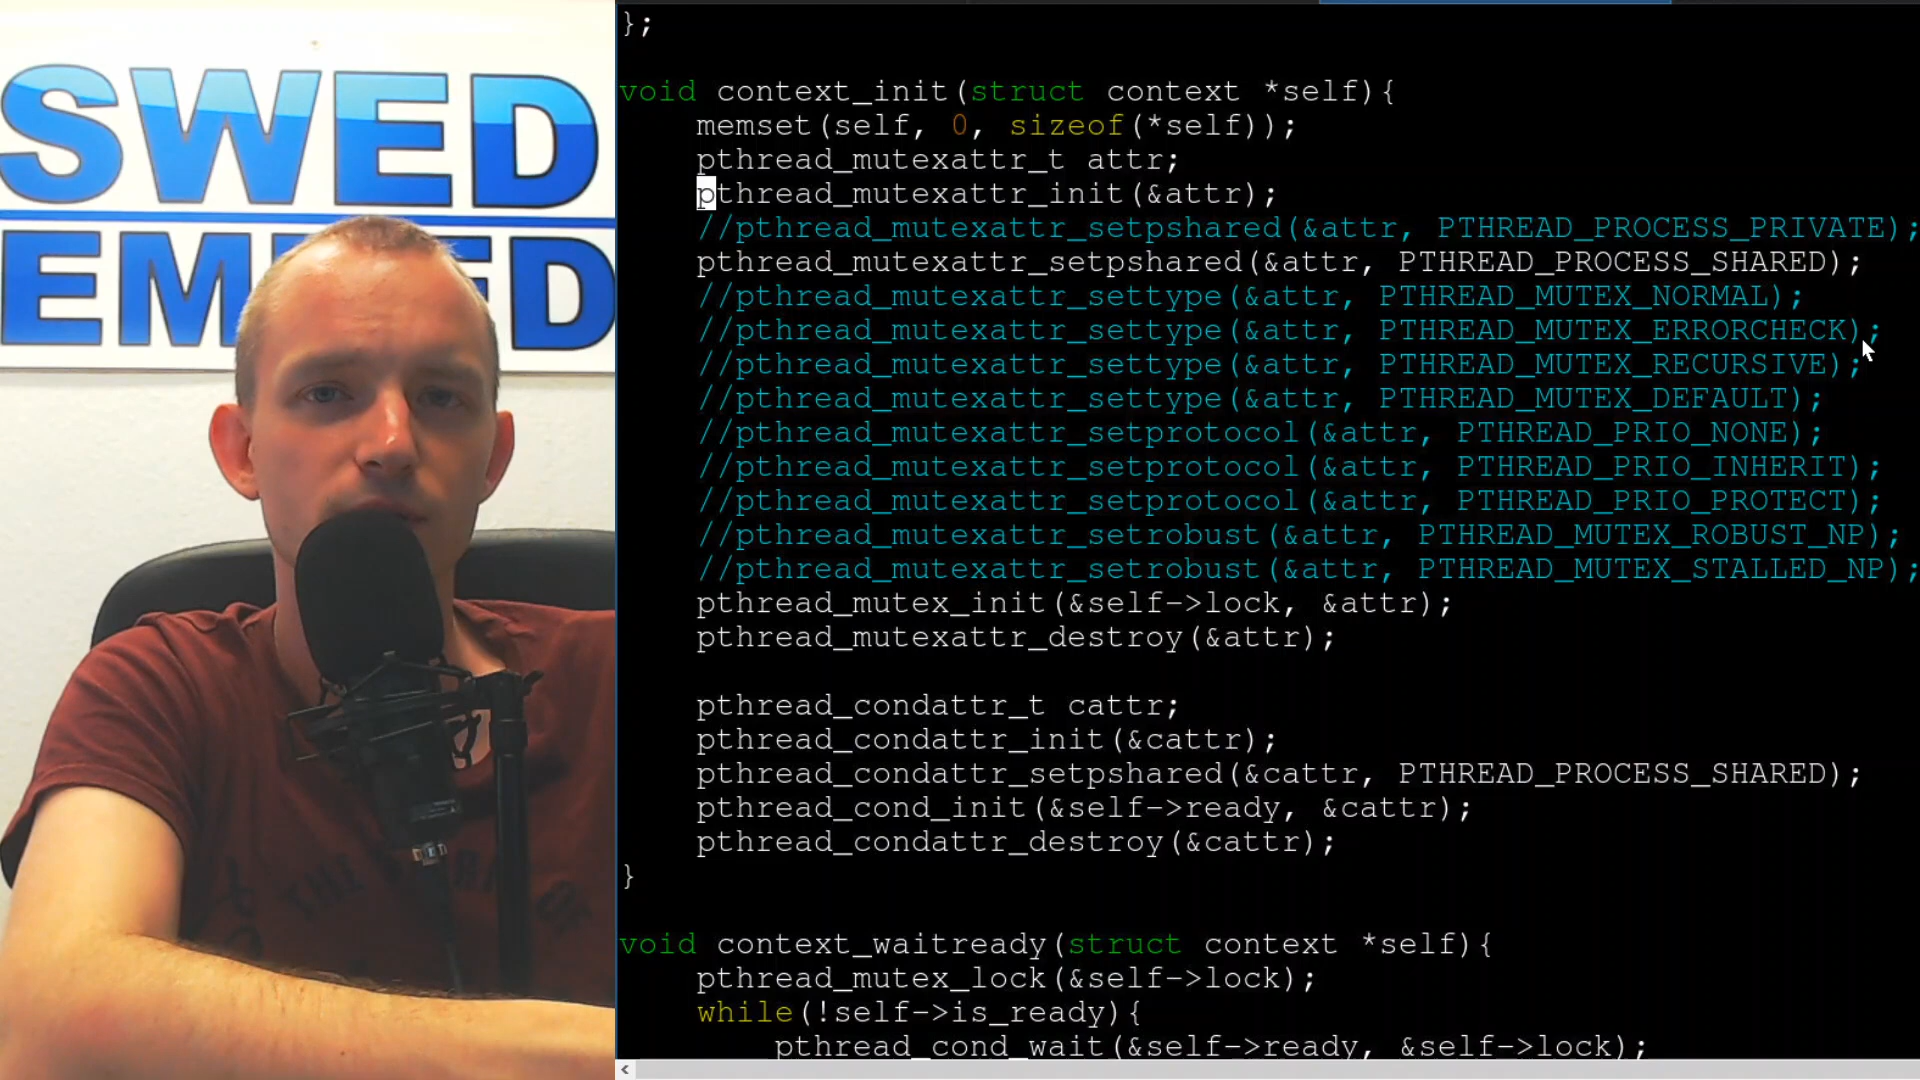 SWED
EMB D
};
void context_init(struct context *self){
memset(self, 0, sizeof(*self));
pthread_mutexattr_t attr;
pthread_mutexattr_init(&attr);
//pthread_mutexattr_setpshared(&attr, PTHREAD_PROCESS_PRIVATE);
pthread_mutexattr_setpshared(&attr, PTHREAD_PROCESS_SHARED);
//pthread_mutexattr_settype(&attr, PTHREAD_MUTEX_NORMAL);
//pthread_mutexattr_settype(&attr, PTHREAD_MUTEX_ERRORCHECK);
//pthread_mutexattr_settype(&attr, PTHREAD_MUTEX_RECURSIVE);
//pthread_mutexattr_settype(&attr, PTHREAD_MUTEX_DEFAULT);
//pthread_mutexattr_setprotocol(&attr, PTHREAD_PRIO_NONE);
//pthread_mutexattr_setprotocol(&attr, PTHREAD_PRIO_INHERIT);
//pthread_mutexattr_setprotocol(&attr, PTHREAD_PRIO_PROTECT);
//pthread_mutexattr_setrobust(&attr, PTHREAD_MUTEX_ROBUST_NP);
//pthread_mutexattr_setrobust(&attr, PTHREAD_MUTEX_STALLED_NP);
pthread_mutex_init(&self->lock, &attr);
pthread_mutexattr_destroy(&attr);
pthread_condattr_t cattr;
pthread_condattr_init(&cattr);
pthread_condattr_setpshared(&cattr, PTHREAD_PROCESS_SHARED);
pthread_cond_init(&self->ready, &cattr);
pthread_condattr_destroy(&cattr);
}
void context_waitready(struct context *self){
pthread_mutex_lock(&self->lock);
while(!self->is_ready){
pthread_cond_wait(&self->ready, &self->lock);